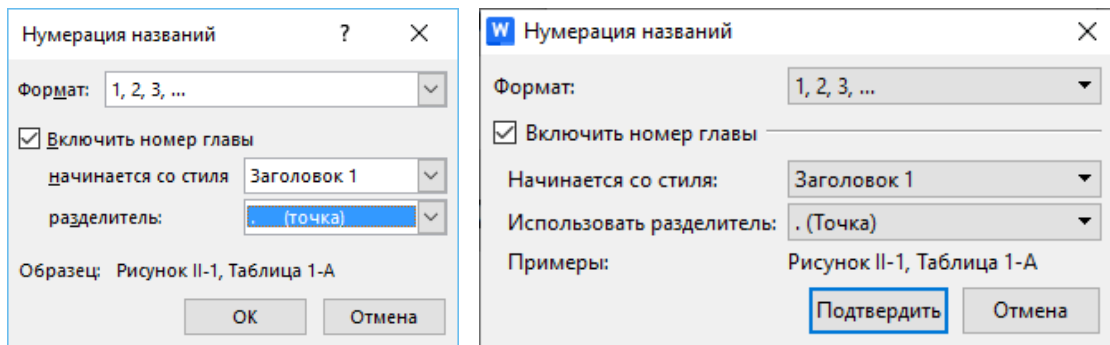 Нумерация названий ?
Формат: 1, 2, 3, ...
Включить номер главы
начинается со стиля Заголовок 1
разделитель: . (точка)
Образец: Рисунок II-1, Таблица 1-A
ОК Отмена
W Нумерация названий
Формат: 1, 2, 3, ...
Включить номер главы
Начинается со стиля: Заголовок 1
Использовать разделитель: . (Точка)
Примеры: Рисунок II-1, Таблица 1-A
Подтвердить Отмена